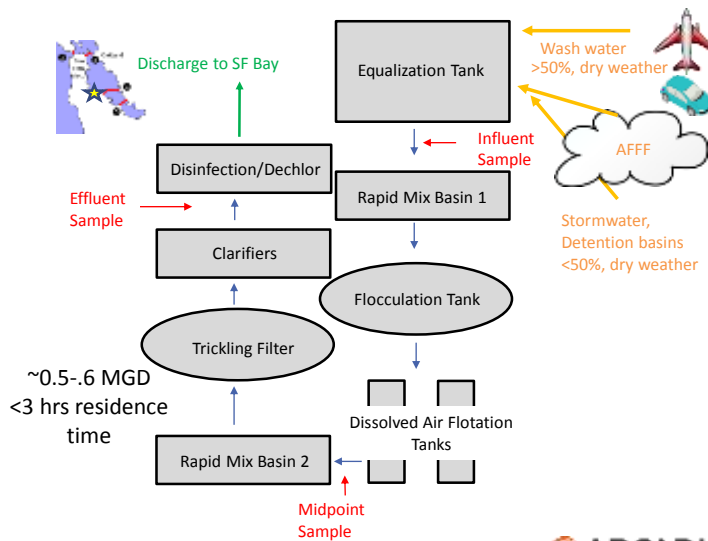 Discharge to SF Bay
Equalization Tank
Wash water
>50%, dry weather
Influent
Sample
AFFF
Disinfection/Dechlor
Rapid Mix Basin 1
Effluent
Sample
Stormwater,
Detention basins
<50%, dry weather
Clarifiers
Flocculation Tank
Trickling Filter
~0.5-.6 MGD
<3 hrs residence
time
Dissolved Air Flotation
Tanks
Rapid Mix Basin 2
Midpoint
Sample